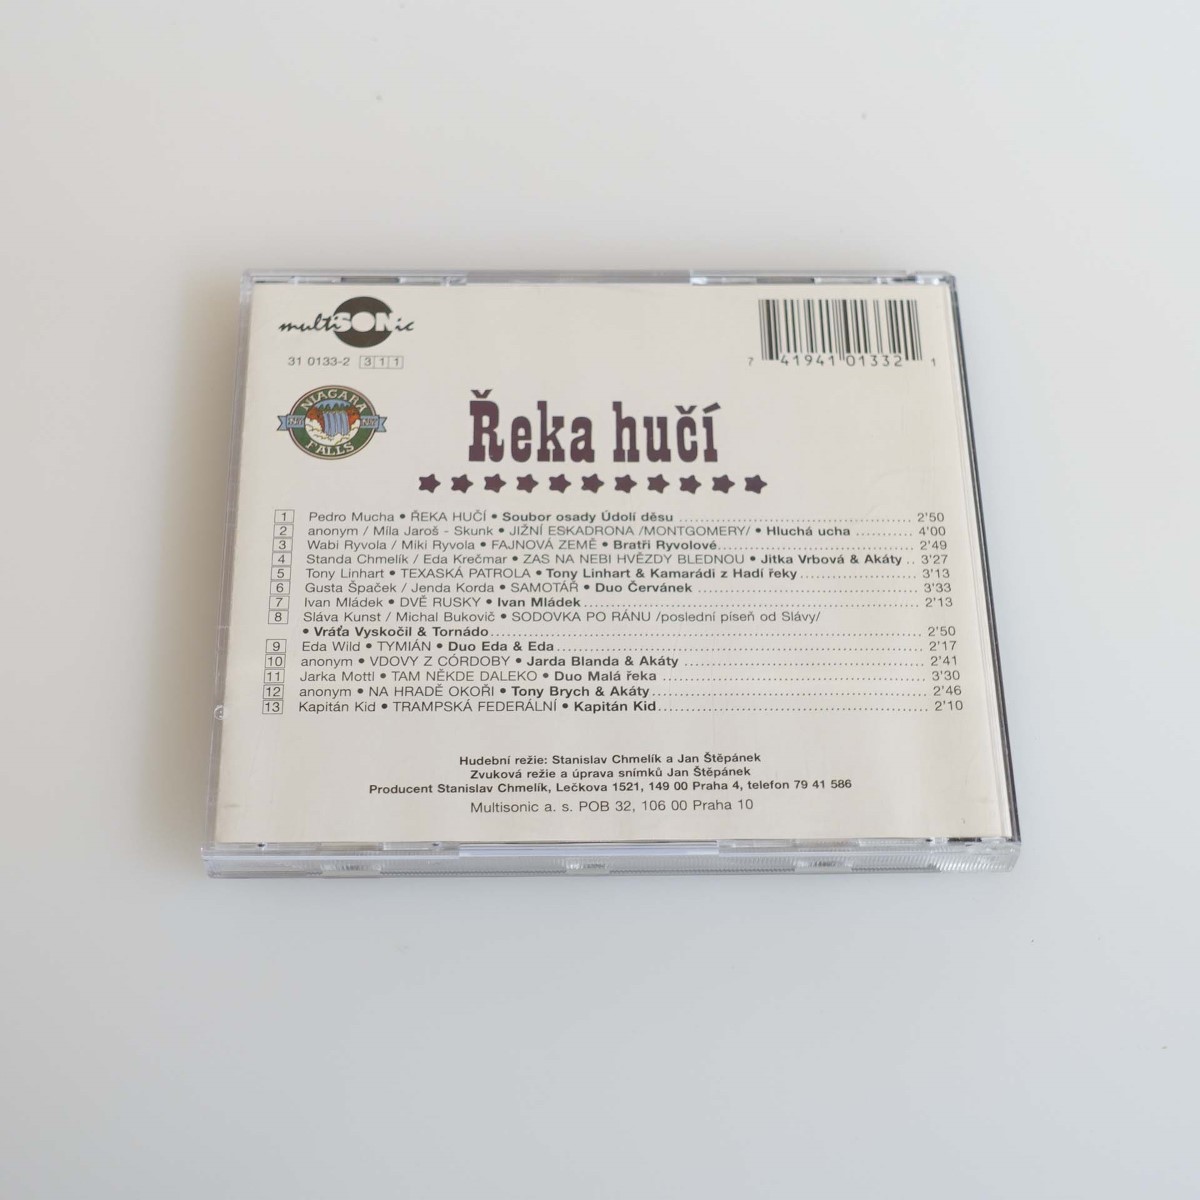 multiSONic
31 0133-2 311
7 41941 01332 1
NIAGARA
FALLS
Řeka hučí
1 Pedro Mucha • ŘEKA HUČÍ • Soubor osady Údolí děsu 2'50
2 anonym / Míla Jaroš - Skunk • JIŽNÍ ESKADRONA /MONTGOMERY/ • Hluchá ucha 4'00
3 Wabi Ryvola / Miki Ryvola • FAJNOVÁ ZEMĚ • Bratři Ryvolové 2'49
4 Standa Chmelík / Eda Krečmar • ZAS NA NEBI HVĚZDY BLEDNOU • Jitka Vrbová & Akáty 3'27
5 Tony Linhart • TEXASKÁ PATROLA • Tony Linhart & Kamarádi z Hadí řeky 3'13
6 Gusta Špaček / Jenda Korda • SAMOTÁŘ • Duo Červánek 3'33
7 Ivan Mládek • DVĚ RUSKY • Ivan Mládek 2'13
8 Sláva Kunst / Michal Bukovič • SODOVKA PO RÁNU /poslední píseň od Slávy/
• Vráťa Vyskočil & Tornádo 2'50
9 Eda Wild • TYMIÁN • Duo Eda & Eda 2'17
10 anonym • VDOVY Z CÓRDOBY • Jarda Blanda & Akáty 2'41
11 Jarka Mottl • TAM NĚKDE DALEKO • Duo Malá řeka 3'30
12 anonym • NA HRADĚ OKOŘI • Tony Brych & Akáty 2'46
13 Kapitán Kid • TRAMPSKÁ FEDERÁLNÍ • Kapitán Kid 2'10
Hudební režie: Stanislav Chmelík a Jan Štěpánek
Zvuková režie a úprava snímků Jan Štěpánek
Producent Stanislav Chmelík, Lečkova 1521, 149 00 Praha 4, telefon 79 41 586
Multisonic a. s. POB 32, 106 00 Praha 10